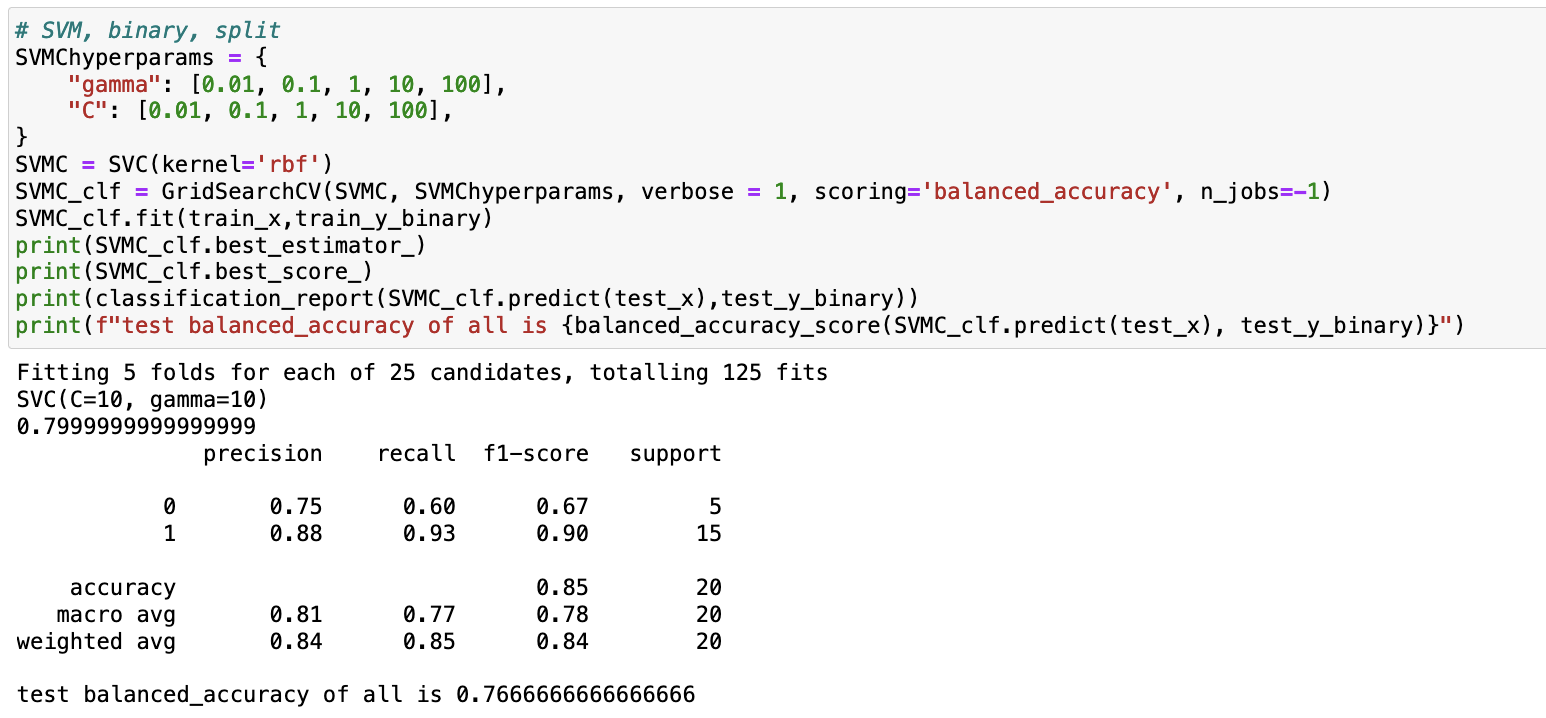 # SVM, binary, split
SVMChyperparams = {
    "gamma": [0.01, 0.1, 1, 10, 100],
    "C": [0.01, 0.1, 1, 10, 100],
}
SVMC = SVC(kernel='rbf')
SVMC_clf = GridSearchCV(SVMC, SVMChyperparams, verbose = 1, scoring='balanced_accuracy', n_jobs=-1)
SVMC_clf.fit(train_x,train_y_binary)
print(SVMC_clf.best_estimator_)
print(SVMC_clf.best_score_)
print(classification_report(SVMC_clf.predict(test_x),test_y_binary))
print(f"test balanced_accuracy of all is {balanced_accuracy_score(SVMC_clf.predict(test_x), test_y_binary)}")
Fitting 5 folds for each of 25 candidates, totalling 125 fits
SVC(C=10, gamma=10)
0.7999999999999999
              precision    recall  f1-score   support

           0       0.75      0.60      0.67         5
           1       0.88      0.93      0.90        15

    accuracy                           0.85        20
   macro avg       0.81      0.77      0.78        20
weighted avg       0.84      0.85      0.84        20

test balanced_accuracy of all is 0.7666666666666666